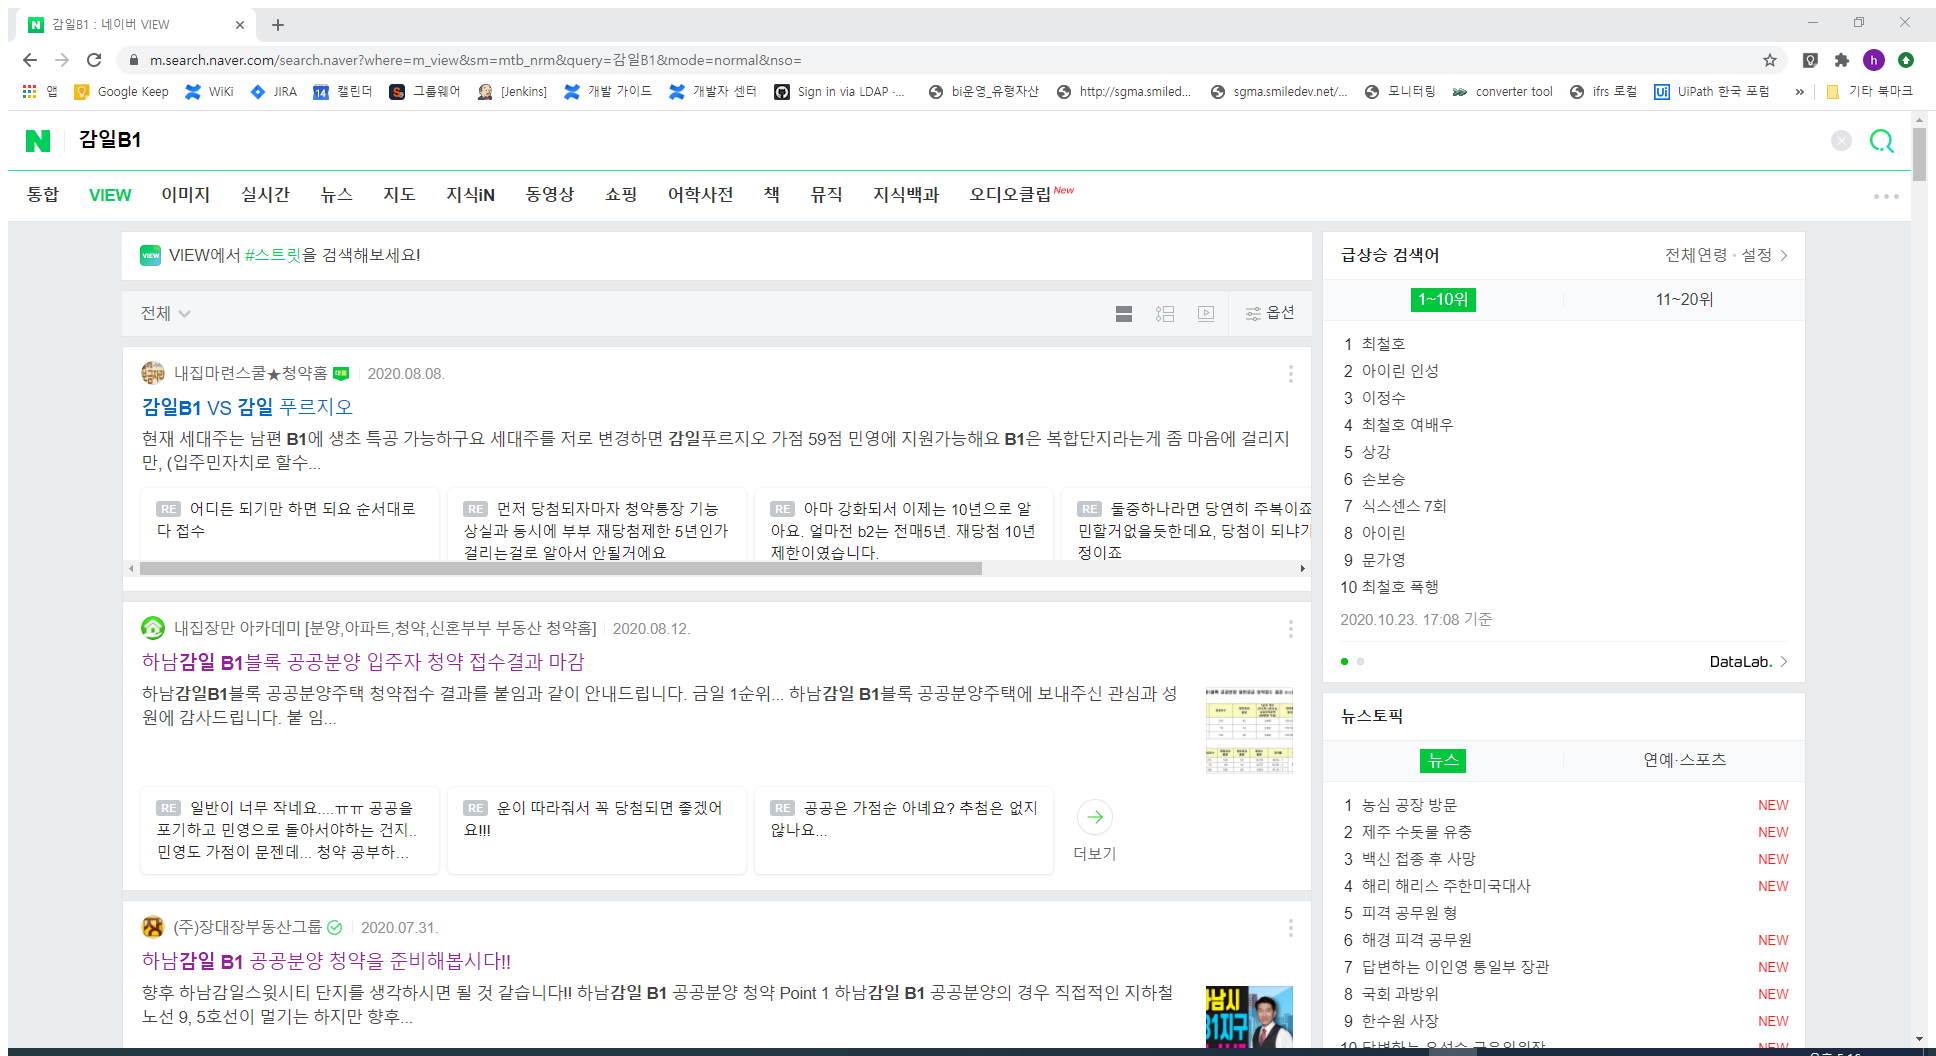 감일B1 : 네이버 VIEW
m.search.naver.com/search.naver?where=m_view&sm=mtb_nrm&query=감일B1&mode=normal&nso=
h
앱 Google Keep WiKi JIRA 14 캘린더 그룹웨어 [Jenkins] 개발 가이드 개발자 센터 Sign in via LDAP -... bi운영_유형자산 http://sgma.smiled... sgma.smiledev.net/... 모니터링 converter tool ifrs 로컬 UiPath 한국 포럼 » 기타 북마크
감일B1
통합 VIEW 이미지 실시간 뉴스 지도 지식iN 동영상 쇼핑 어학사전 책 뮤직 지식백과 오디오클립 New
VIEW에서 #스트릿을 검색해보세요!
전체 옵션
내집마련스쿨★청약홈 2020.08.08.
감일B1 VS 감일 푸르지오
현재 세대주는 남편 B1에 생초 특공 가능하구요 세대주를 저로 변경하면 감일푸르지오 가점 59점 민영에 지원가능해요 B1은 복합단지라는게 좀 마음에 걸리지
만, (입주민자치로 할수...
RE 어디든 되기만 하면 되요 순서대로
다 접수
RE 먼저 당첨되자마자 청약통장 기능
상실과 동시에 부부 재당첨제한 5년인가
걸리는걸로 알아서 안될거에요
RE 아마 강화되서 이제는 10년으로 알
아요. 얼마전 b2는 전매5년. 재당첨 10년
제한이였습니다.
RE 둘중하나라면 당연히 주복이죠
민할거없을듯한데요, 당첨이 되냐가
정이죠
내집장만 아카데미 [분양,아파트,청약,신혼부부 부동산 청약홈] 2020.08.12.
하남감일 B1블록 공공분양 입주자 청약 접수결과 마감
하남감일B1블록 공공분양주택 청약접수 결과를 붙임과 같이 안내드립니다. 금일 1순위... 하남감일 B1블록 공공분양주택에 보내주신 관심과 성
원에 감사드립니다. 붙 임...
RE 일반이 너무 작네요....ㅠㅠ 공공을
포기하고 민영으로 돌아서야하는 건지..
민영도 가점이 문젠데... 청약 공부하...
RE 운이 따라줘서 꼭 당첨되면 좋겠어
요!!!
RE 공공은 가점순 아녜요? 추첨은 없지
않나요...
더보기
(주)장대장부동산그룹 2020.07.31.
하남감일 B1 공공분양 청약을 준비해봅시다!!
향후 하남감일스윗시티 단지를 생각하시면 될 것 같습니다!! 하남감일 B1 공공분양 청약 Point 1 하남감일 B1 공공분양의 경우 직접적인 지하철
노선 9, 5호선이 멀기는 하지만 향후...
급상승 검색어 전체연령 · 설정
1~10위 11~20위
1 최철호
2 아이린 인성
3 이정수
4 최철호 여배우
5 상강
6 손보승
7 식스센스 7회
8 아이린
9 문가영
10 최철호 폭행
2020.10.23. 17:08 기준
DataLab.
뉴스토픽
뉴스 연예·스포츠
1 농심 공장 방문 NEW
2 제주 수돗물 유충 NEW
3 백신 접종 후 사망 NEW
4 해리 해리스 주한미국대사 NEW
5 피격 공무원 형
6 해경 피격 공무원 NEW
7 답변하는 이인영 통일부 장관 NEW
8 국회 과방위 NEW
9 한수원 사장 NEW